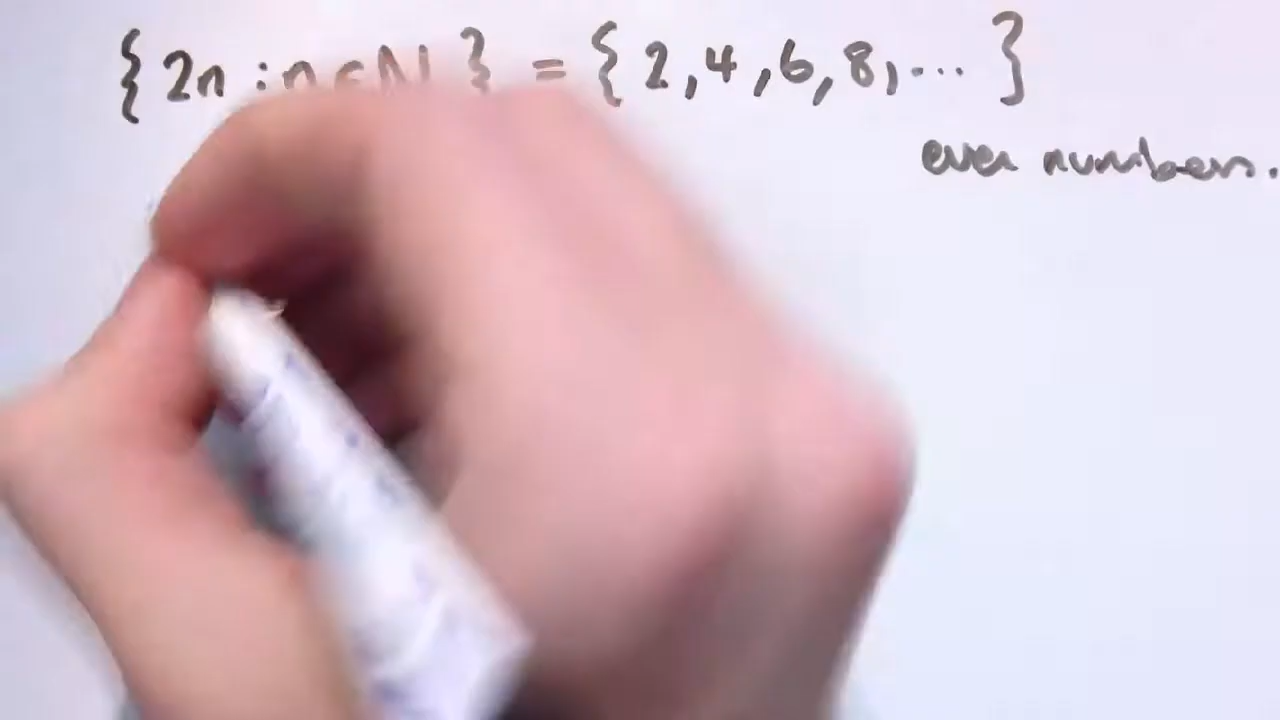 {2n : n ∈ N} = {2,4,6,8,...}
even numbers.